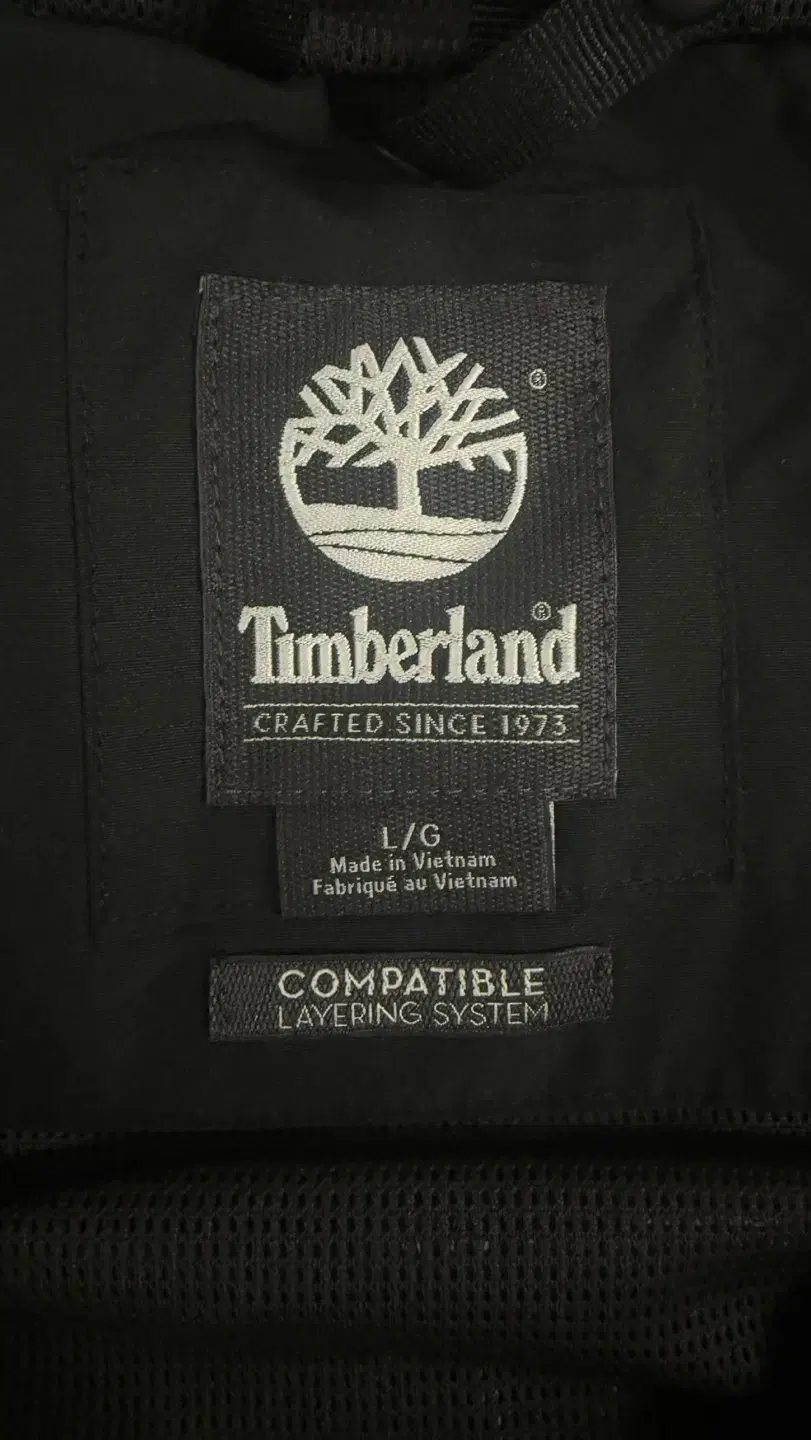 ®
Timberland®
CRAFTED SINCE 1973
L/G
Made in Vietnam
Fabriqué au Vietnam
COMPATIBLE
LAYERING SYSTEM